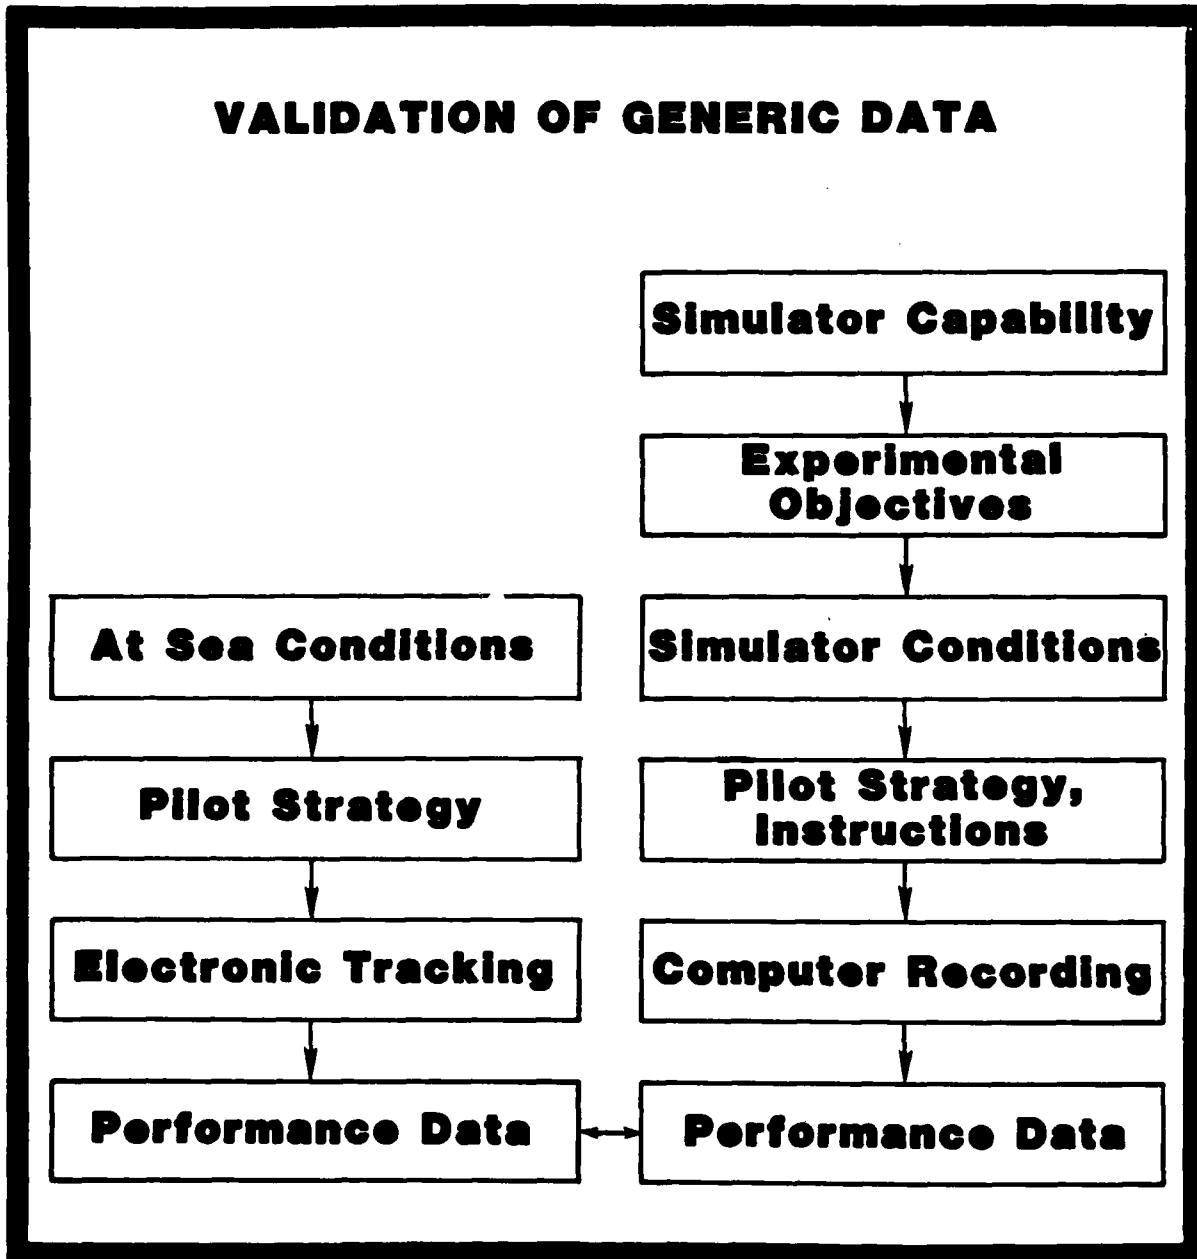 VALIDATION OF GENERIC DATA
Simulator Capability
Experimental
Objectives
At Sea Conditions
Simulator Conditions
Pilot Strategy
Pilot Strategy,
Instructions
Electronic Tracking
Computer Recording
Performance Data
Performance Data